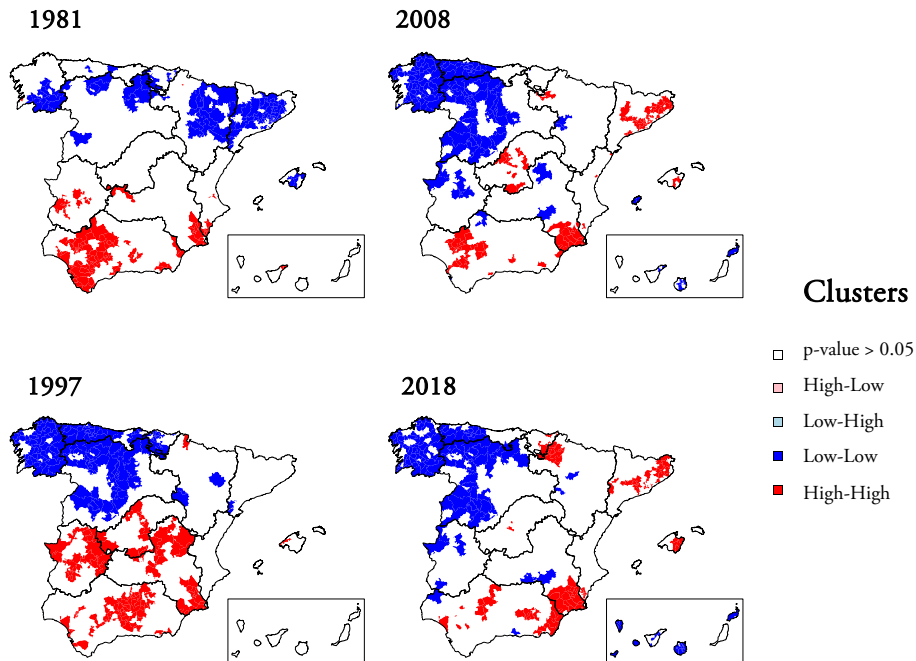 1981
2008
Clusters
p-value > 0.05
High-Low
Low-High
Low-Low
High-High
1997
2018